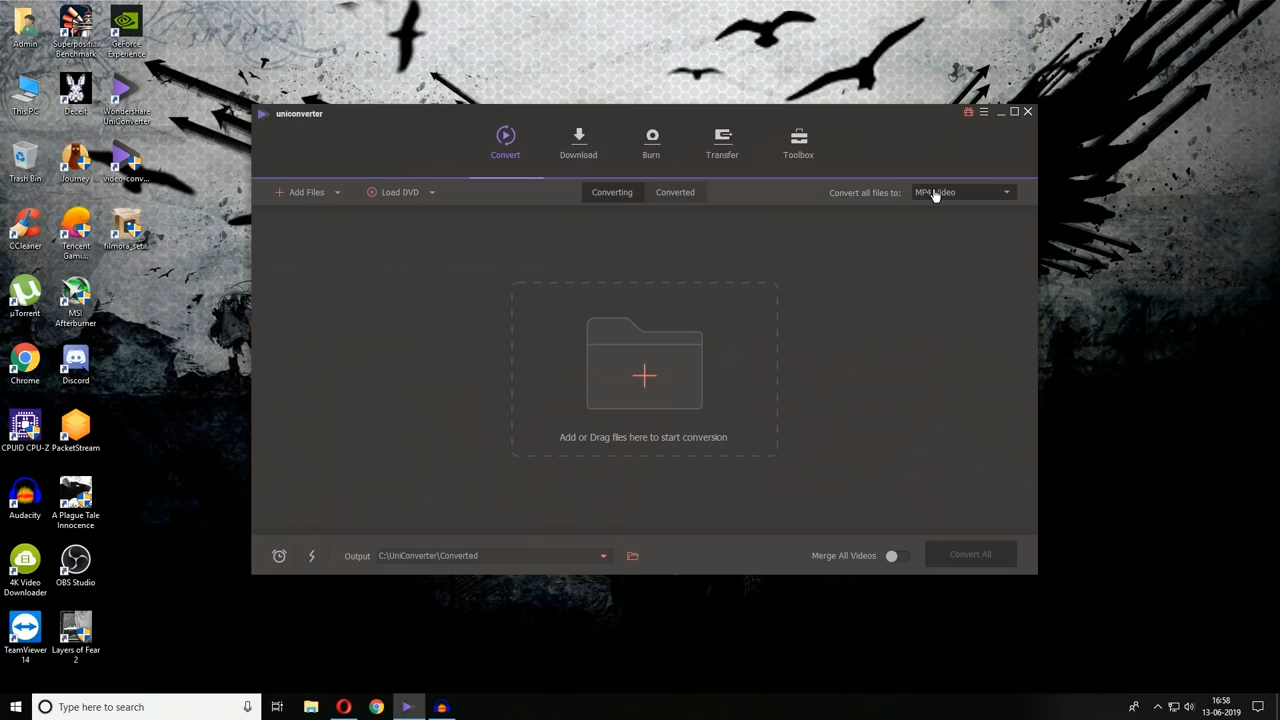 Admin
Superpositi...
Benchmark
GeForce
Experience
This PC
Deceit
Wondershare
UniConverter
Trash Bin
Journey
video-conv...
CCleaner
Tencent
Gami...
filmora_set...
µTorrent
MSI
Afterburner
Chrome
Discord
CPUID CPU-Z
PacketStream
Audacity
A Plague Tale
Innocence
4K Video
Downloader
OBS Studio
TeamViewer
14
Layers of Fear
2
uniconverter
Convert
Download
Burn
Transfer
Toolbox
Add Files
Load DVD
Converting
Converted
Convert all files to:
MP4 Video
Add or Drag files here to start conversion
Output
C:\UniConverter\Converted
Merge All Videos
Convert All
Type here to search
16:58
13-06-2019